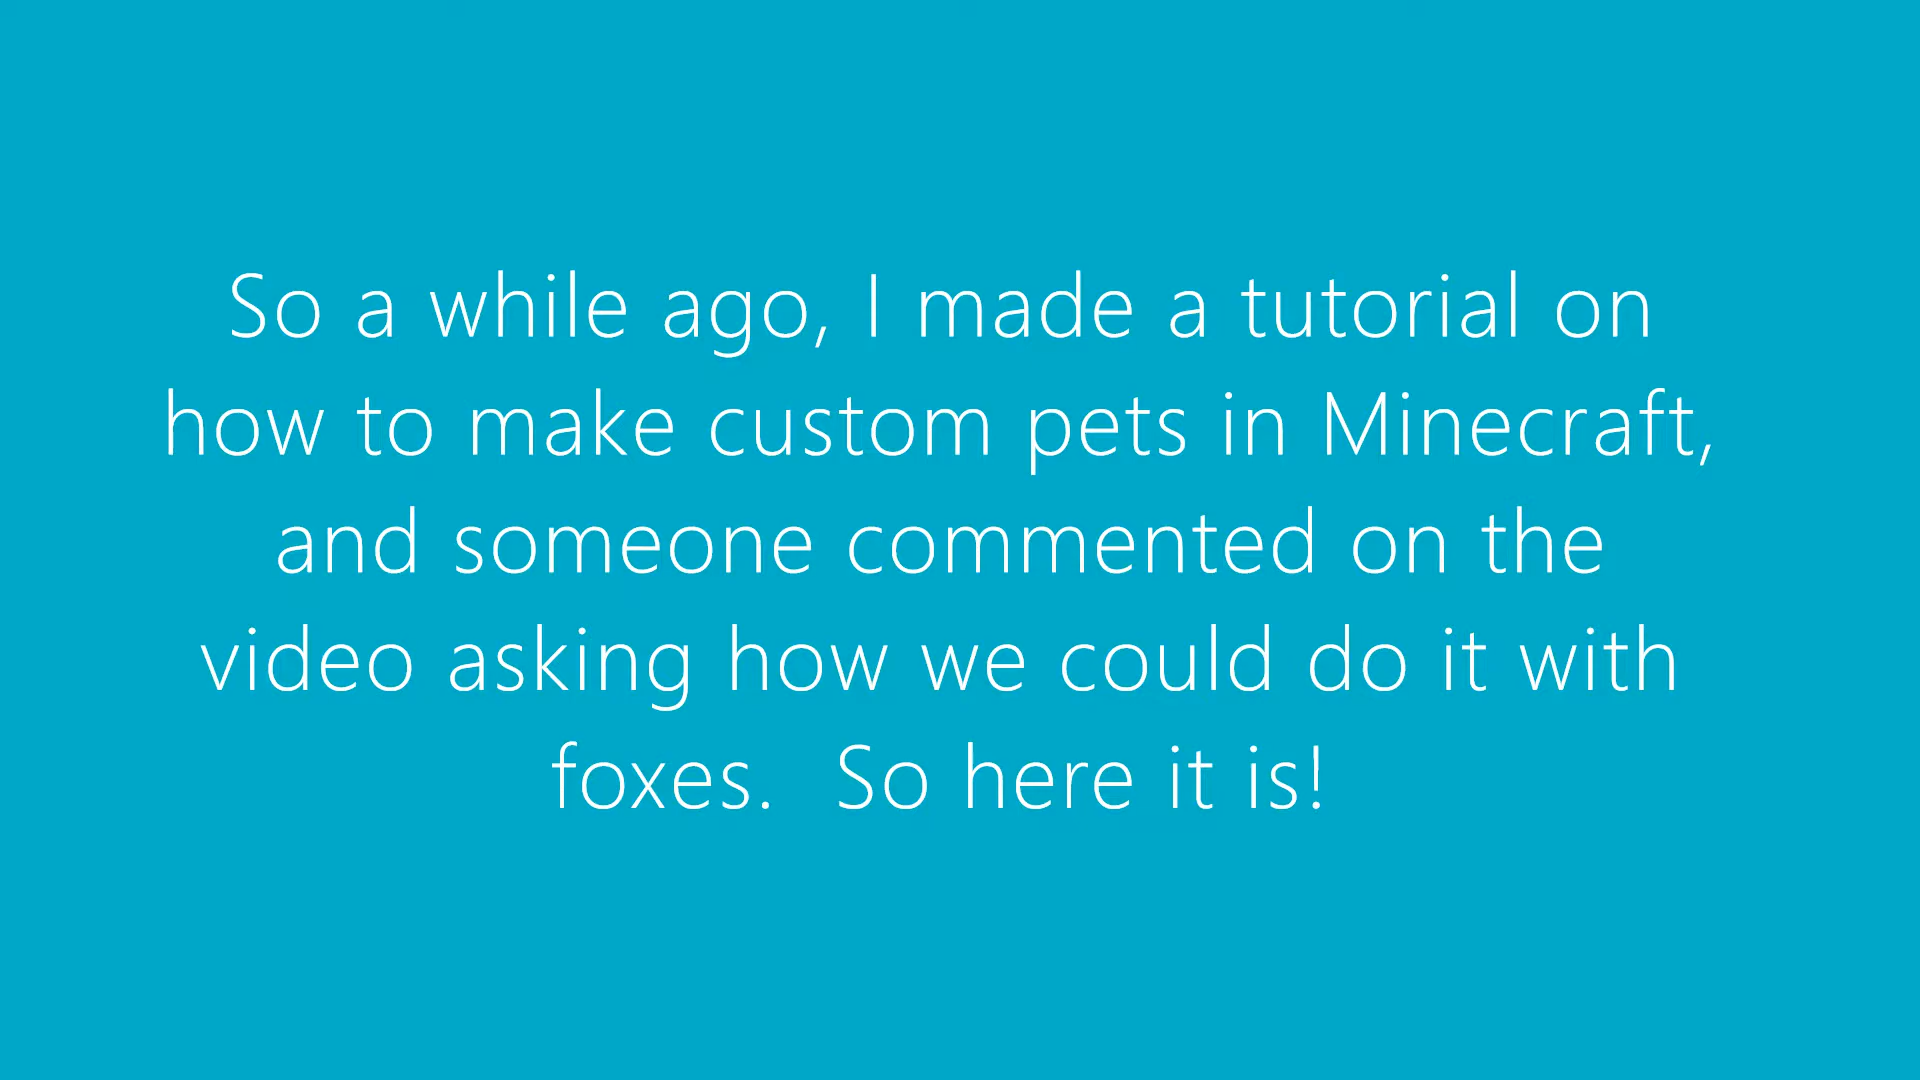 So a while ago, I made a tutorial on
how to make custom pets in Minecraft,
and someone commented on the
video asking how we could do it with
foxes.  So here it is!